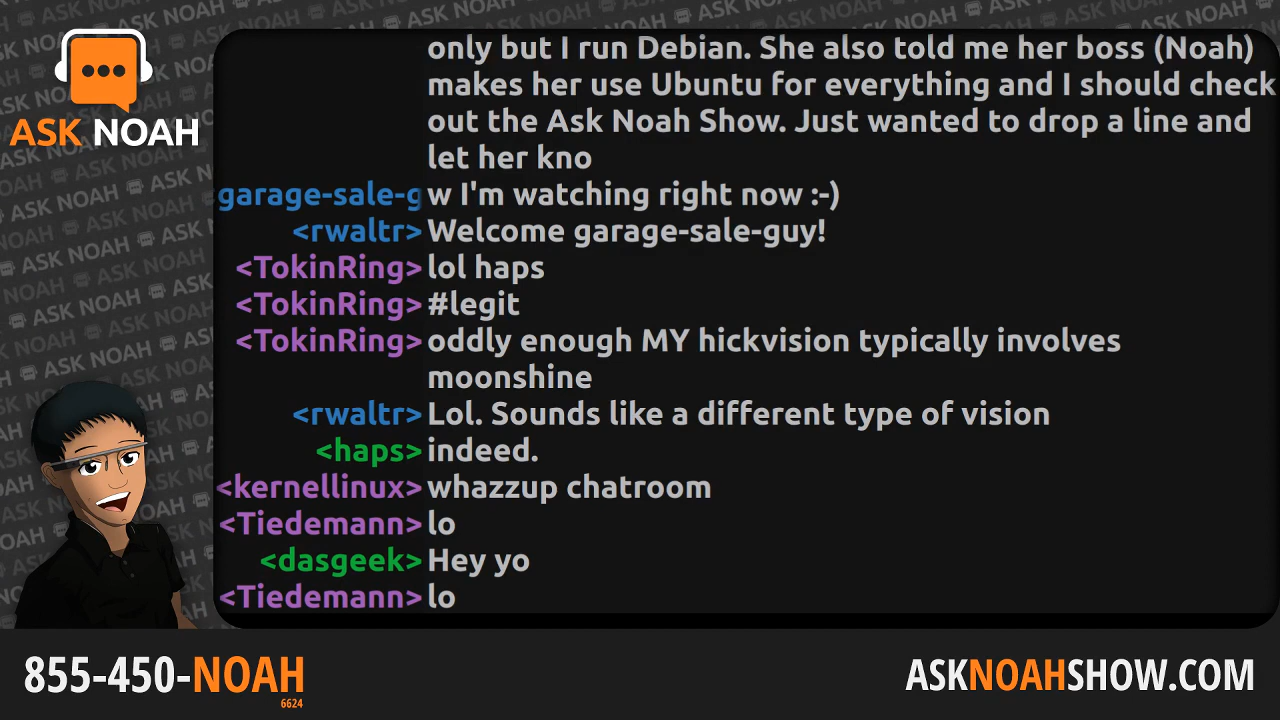 ASK NOAH
only but I run Debian. She also told me her boss (Noah)
makes her use Ubuntu for everything and I should check
out the Ask Noah Show. Just wanted to drop a line and
let her kno
garage-sale-g w I'm watching right now :-)
<rwaltr> Welcome garage-sale-guy!
<TokinRing> lol haps
<TokinRing> #legit
<TokinRing> oddly enough MY hickvision typically involves
moonshine
<rwaltr> Lol. Sounds like a different type of vision
<haps> indeed.
<kernellinux> whazzup chatroom
<Tiedemann> lo
<dasgeek> Hey yo
<Tiedemann> lo
855-450-NOAH
6624
ASKNOAHSHOW.COM